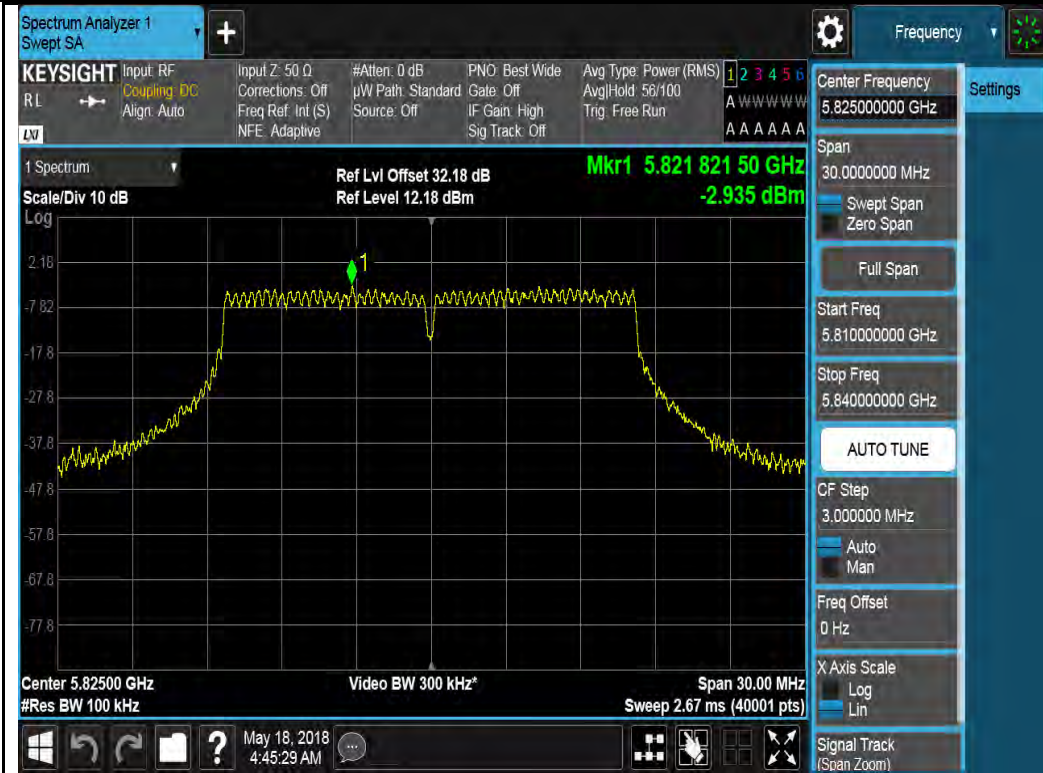 Spectrum Analyzer 1
Swept SA
+
Frequency
KEYSIGHT
RL
LXI
Input: RF
Coupling: DC
Align: Auto
Input Z: 50 Ω
Corrections: Off
Freq Ref: Int (S)
NFE: Adaptive
#Atten: 0 dB
µW Path: Standard
Source: Off
PNO: Best Wide
Gate: Off
IF Gain: High
Sig Track: Off
Avg Type: Power (RMS)
Avg|Hold: 56/100
Trig: Free Run
1 2 3 4 5 6
A W W W W W
A A A A A A
1 Spectrum
Scale/Div 10 dB
Ref Lvl Offset 32.18 dB
Ref Level 12.18 dBm
Mkr1 5.821 821 50 GHz
-2.935 dBm
Log
1
2.18
-7.82
-17.8
-27.8
-37.8
-47.8
-57.8
-67.8
-77.8
Center 5.82500 GHz
#Res BW 100 kHz
Video BW 300 kHz*
Span 30.00 MHz
Sweep 2.67 ms (40001 pts)
Center Frequency
5.825000000 GHz
Settings
Span
30.0000000 MHz
Swept Span
Zero Span
Full Span
Start Freq
5.810000000 GHz
Stop Freq
5.840000000 GHz
AUTO TUNE
CF Step
3.000000 MHz
Auto
Man
Freq Offset
0 Hz
X Axis Scale
Log
Lin
Signal Track
(Span Zoom)
?
May 18, 2018
4:45:29 AM